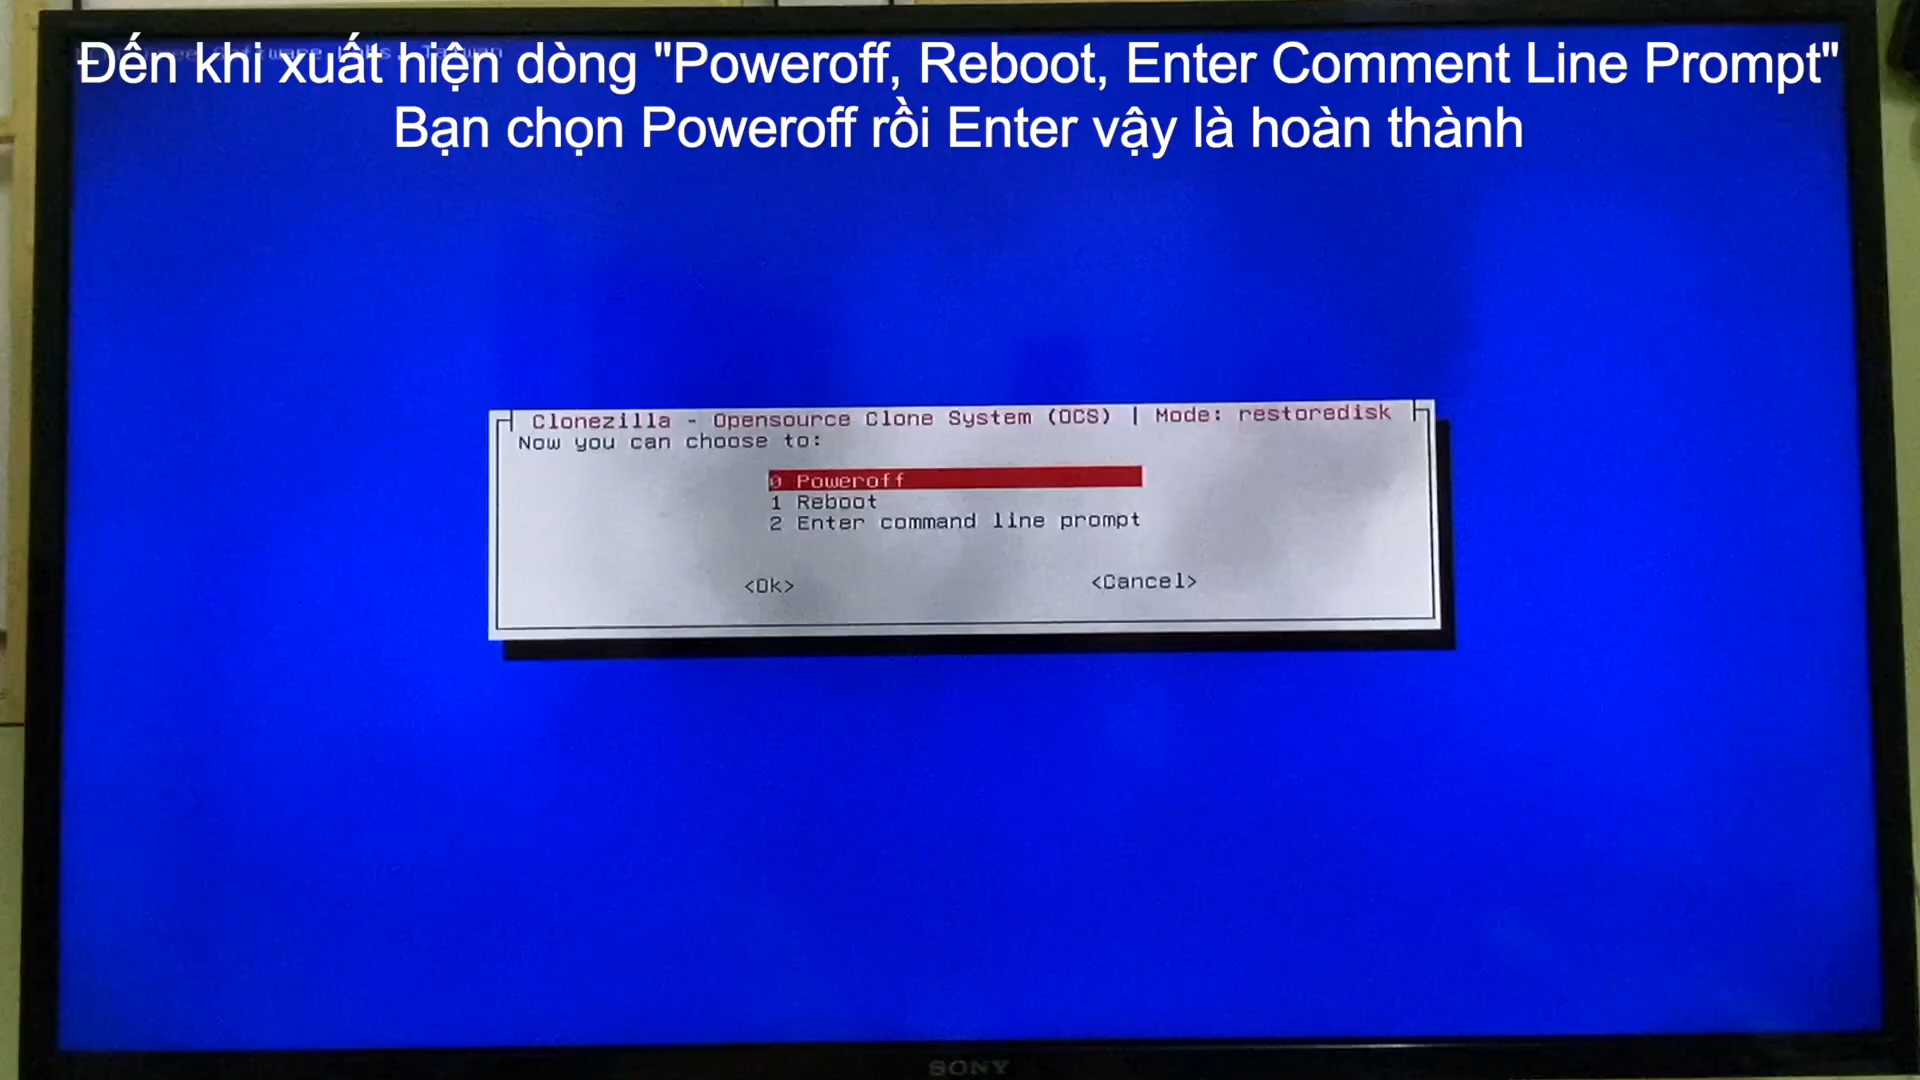 Đến khi xuất hiện dòng "Poweroff, Reboot, Enter Comment Line Prompt"
Bạn chọn Poweroff rồi Enter vậy là hoàn thành
Clonezilla - Opensource Clone System (OCS) | Mode: restoredisk
Now you can choose to:
0 Poweroff
1 Reboot
2 Enter command line prompt
<Ok> <Cancel>
SONY